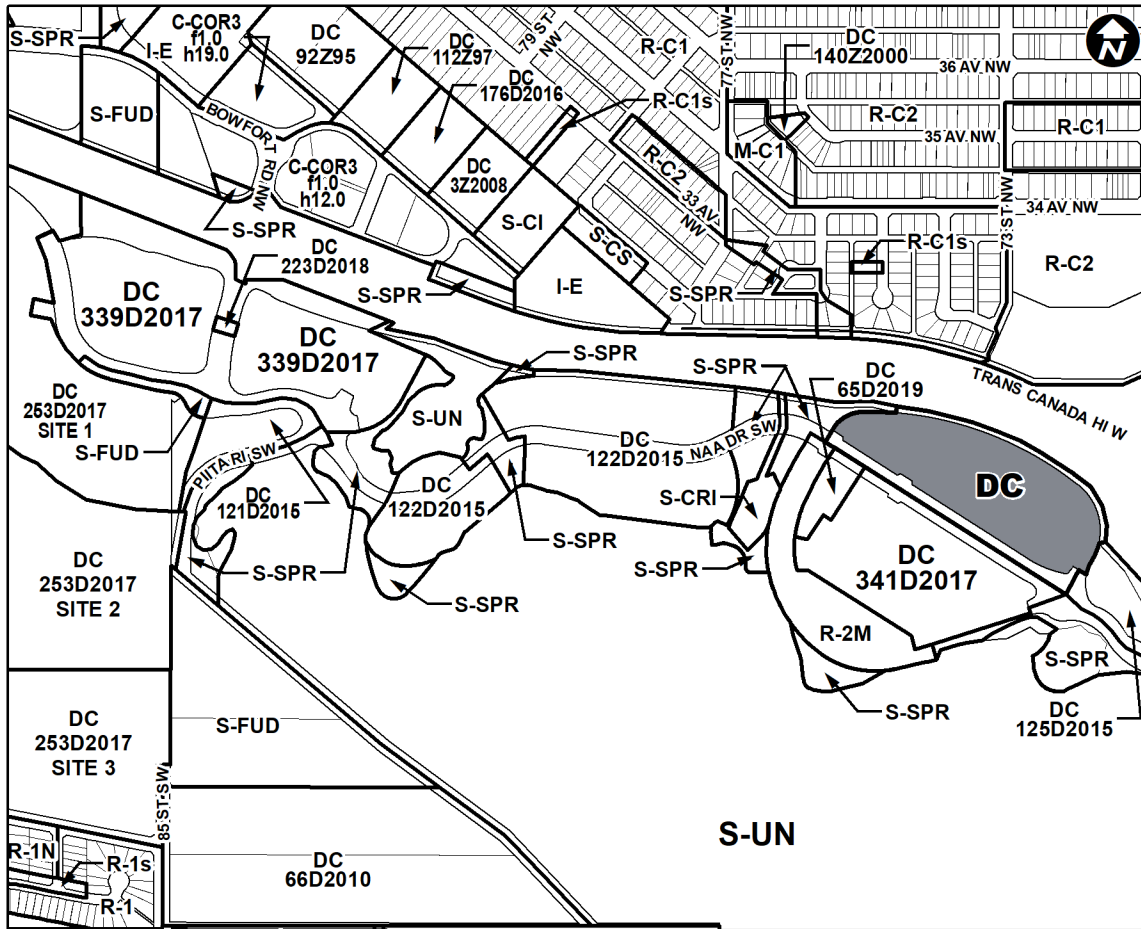 S-SPR
C-COR3
f1.0
h19.0
I-E
DC
92Z95
DC
112Z97
79 ST
NW
R-C1
77 ST NW
DC
140Z2000
36 AV NW
N
S-FUD
BOWFORT RD NW
DC
176D2016
R-C1s
R-C2
35 AV NW
R-C1
M-C1
C-COR3
f1.0
h12.0
DC
3Z2008
R-C2
33 AV
NW
34 AV NW
73 ST NW
S-SPR
S-CI
S-CS
R-C1s
R-C2
DC
223D2018
S-SPR
I-E
S-SPR
DC
339D2017
DC
339D2017
S-SPR
S-SPR
DC
65D2019
TRANS CANADA HI W
DC
253D2017
SITE 1
S-UN
S-FUD
PIITA RI SW
DC
122D2015
NAA DR SW
DC
DC
121D2015
DC
122D2015
S-CRI
S-SPR
S-SPR
S-SPR
DC
341D2017
DC
253D2017
SITE 2
S-SPR
R-2M
S-SPR
S-SPR
DC
125D2015
DC
253D2017
SITE 3
S-FUD
85 ST SW
S-UN
R-1N
R-1s
R-1
DC
66D2010